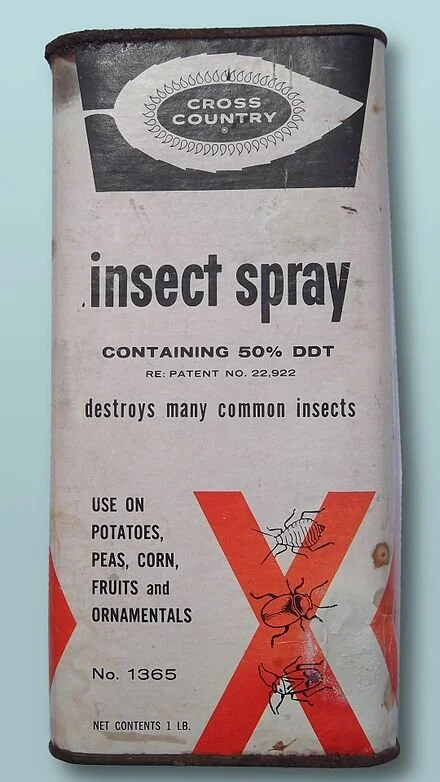 CROSS
COUNTRY
®
insect spray
CONTAINING 50% DDT
RE: PATENT NO. 22,922
destroys many common insects
USE ON
POTATOES,
PEAS, CORN,
FRUITS and
ORNAMENTALS
No. 1365
NET CONTENTS 1 LB.